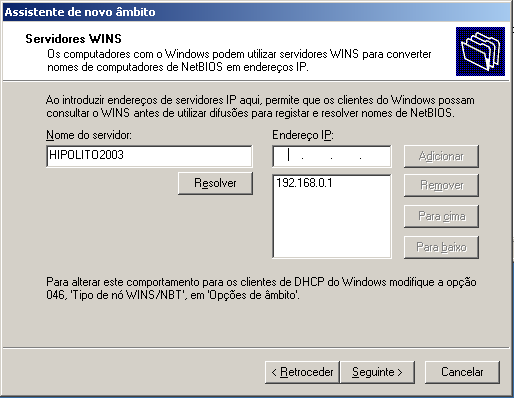 Assistente de novo âmbito
Servidores WINS
Os computadores com o Windows podem utilizar servidores WINS para converter
nomes de computadores de NetBIOS em endereços IP.
Ao introduzir endereços de servidores IP aqui, permite que os clientes do Windows possam
consultar o WINS antes de utilizar difusões para registar e resolver nomes de NetBIOS.
Nome do servidor:
Endereço IP:
HIPOLITO2003
. . .
Adicionar
Resolver
192.168.0.1
Remover
Para cima
Para baixo
Para alterar este comportamento para os clientes de DHCP do Windows modifique a opção
046, 'Tipo de nó WINS/NBT', em 'Opções de âmbito'.
< Retroceder
Seguinte >
Cancelar